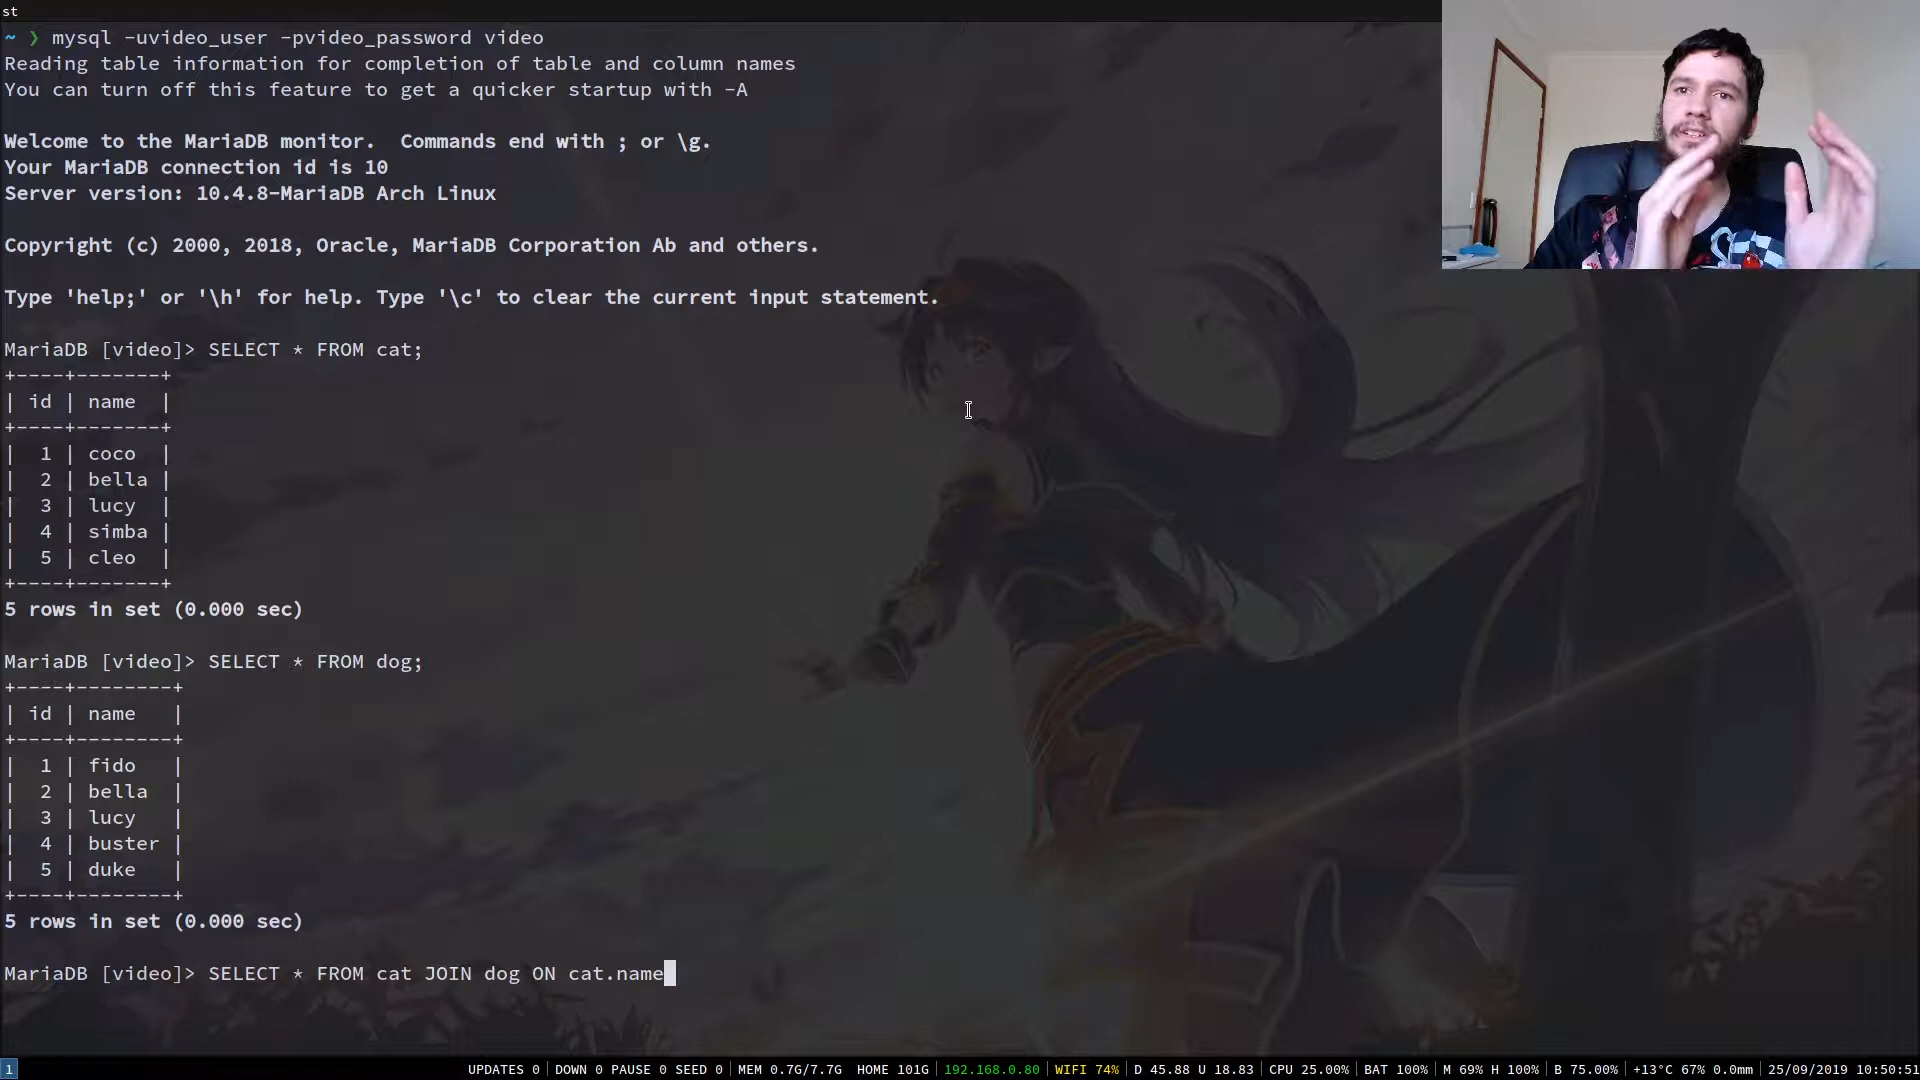 st
~ ❯ mysql -uvideo_user -pvideo_password video
Reading table information for completion of table and column names
You can turn off this feature to get a quicker startup with -A
Welcome to the MariaDB monitor.  Commands end with ; or \g.
Your MariaDB connection id is 10
Server version: 10.4.8-MariaDB Arch Linux
Copyright (c) 2000, 2018, Oracle, MariaDB Corporation Ab and others.
Type 'help;' or '\h' for help. Type '\c' to clear the current input statement.
MariaDB [video]> SELECT * FROM cat;
+----+-------+
| id | name  |
+----+-------+
|  1 | coco  |
|  2 | bella |
|  3 | lucy  |
|  4 | simba |
|  5 | cleo  |
+----+-------+
5 rows in set (0.000 sec)
MariaDB [video]> SELECT * FROM dog;
+----+--------+
| id | name   |
+----+--------+
|  1 | fido   |
|  2 | bella  |
|  3 | lucy   |
|  4 | buster |
|  5 | duke   |
+----+--------+
5 rows in set (0.000 sec)
MariaDB [video]> SELECT * FROM cat JOIN dog ON cat.name
1 UPDATES 0 | DOWN 0 PAUSE 0 SEED 0 | MEM 0.7G/7.7G HOME 101G | 192.168.0.80 | WIFI 74% | D 45.88 U 18.83 | CPU 25.00% | BAT 100% | M 69% H 100% | B 75.00% | +13°C 67% 0.0mm | 25/09/2019 10:50:51